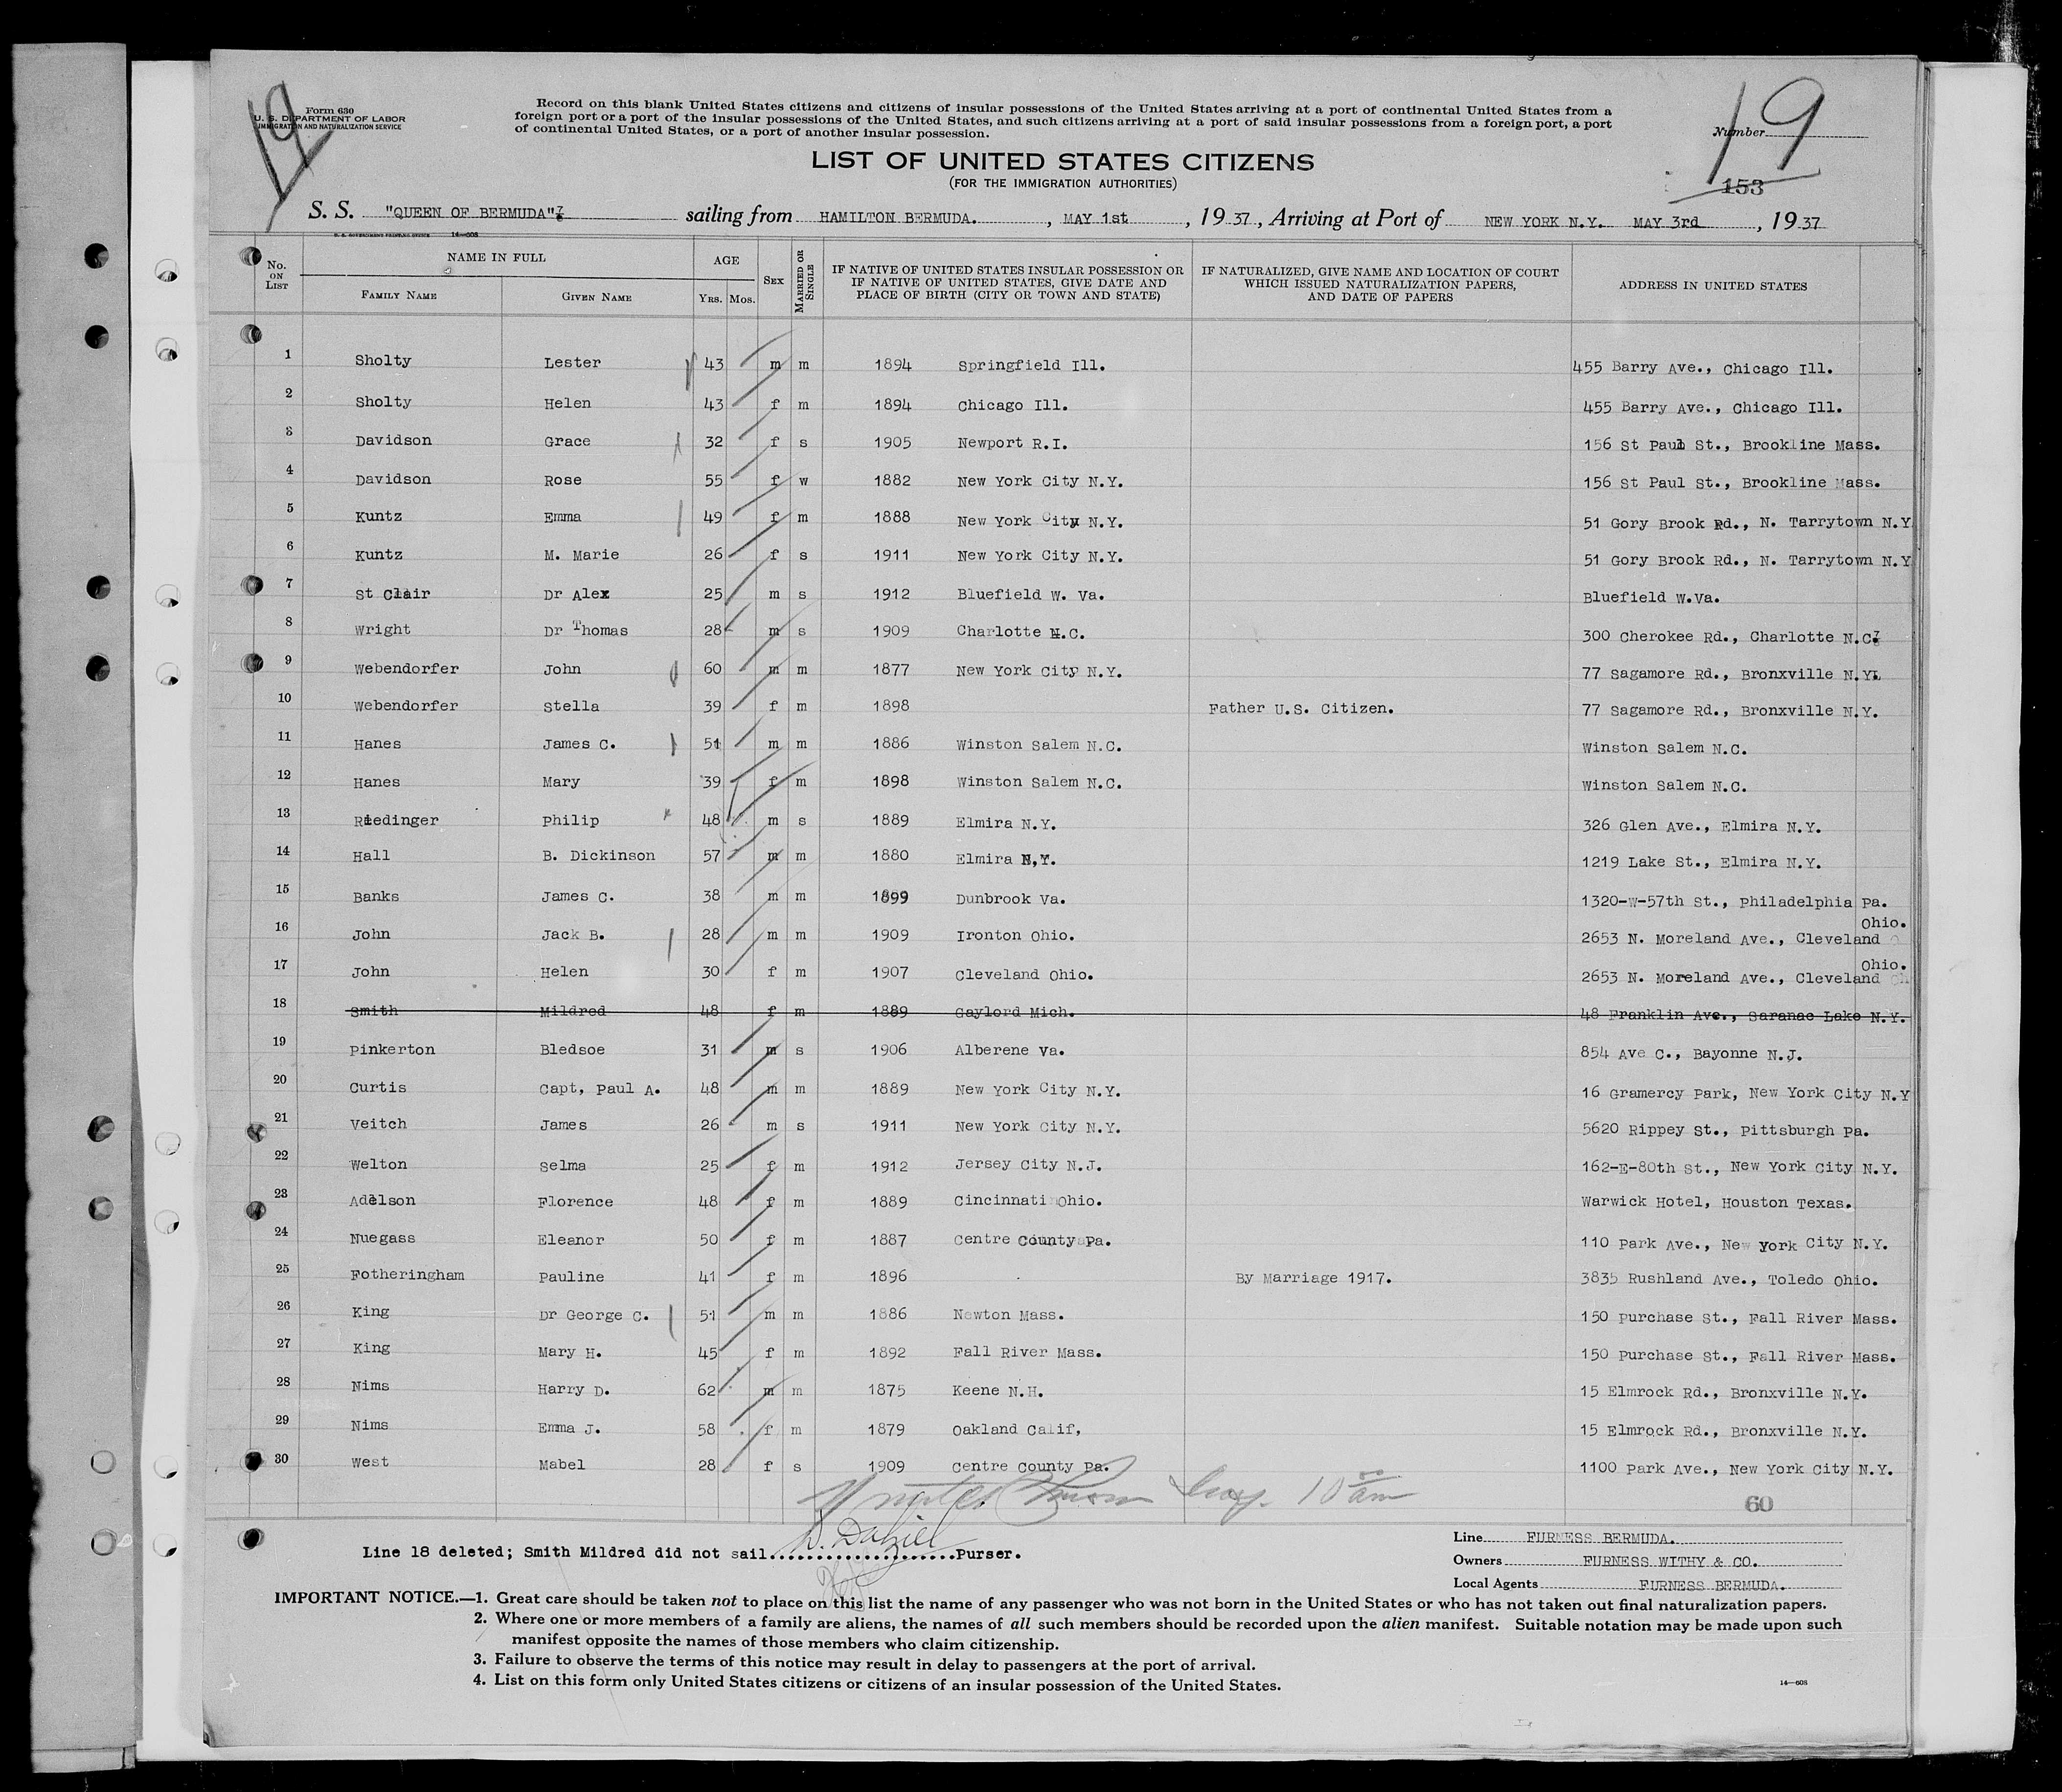 19
19
Form 630
U. S. DEPARTMENT OF LABOR
IMMIGRATION AND NATURALIZATION SERVICE
Record on this blank United States citizens and citizens of insular possessions of the United States arriving at a port of continental United States from a
foreign port or a port of the insular possessions of the United States, and such citizens arriving at a port of said insular possessions from a foreign port, a port
of continental United States, or a port of another insular possession.
Number
LIST OF UNITED STATES CITIZENS
(FOR THE IMMIGRATION AUTHORITIES)
153
S. S. "QUEEN OF BERMUDA" sailing from HAMILTON BERMUDA. , MAY 1st , 19 37 , Arriving at Port of NEW YORK N.Y. MAY 3rd , 19 37
U. S. GOVERNMENT PRINTING OFFICE 14—608
No. ON LIST NAME IN FULL AGE SEX MARRIED OR SINGLE IF NATIVE OF UNITED STATES INSULAR POSSESSION OR IF NATIVE OF UNITED STATES, GIVE DATE AND PLACE OF BIRTH (CITY OR TOWN AND STATE) IF NATURALIZED, GIVE NAME AND LOCATION OF COURT WHICH ISSUED NATURALIZATION PAPERS, AND DATE OF PAPERS ADDRESS IN UNITED STATES
FAMILY NAME GIVEN NAME YRS. MOS.
1 Sholty Lester 43 m m 1894 Springfield Ill. 455 Barry Ave., Chicago Ill.
2 Sholty Helen 43 f m 1894 Chicago Ill. 455 Barry Ave., Chicago Ill.
3 Davidson Grace 32 f s 1905 Newport R.I. 156 St Paul St., Brookline Mass.
4 Davidson Rose 55 f w 1882 New York City N.Y. 156 St Paul St., Brookline Mass.
5 Kuntz Emma 49 f m 1888 New York City N.Y. 51 Gory Brook Rd., N. Tarrytown N.Y
6 Kuntz M. Marie 26 f s 1911 New York City N.Y. 51 Gory Brook Rd., N. Tarrytown N.Y
7 St Clair Dr Alex 25 m s 1912 Bluefield W. Va. Bluefield W.Va.
8 Wright Dr Thomas 28 m s 1909 Charlotte N.C. 300 Cherokee Rd., Charlotte N.C.
9 Webendorfer John 60 m m 1877 New York City N.Y. 77 Sagamore Rd., Bronxville N.Y.
10 Webendorfer Stella 39 f m 1898 Father U.S. Citizen. 77 Sagamore Rd., Bronxville N.Y.
11 Hanes James C. 51 m m 1886 Winston Salem N.C. Winston Salem N.C.
12 Hanes Mary 39 f m 1898 Winston Salem N.C. Winston Salem N.C.
13 Riedinger Philip 48 m s 1889 Elmira N.Y. 326 Glen Ave., Elmira N.Y.
14 Hall B. Dickinson 57 m m 1880 Elmira N,Y. 1219 Lake St., Elmira N.Y.
15 Banks James C. 38 m m 1899 Dunbrook Va. 1320-W-57th St., Philadelphia Pa.
16 John Jack B. 28 m m 1909 Ironton Ohio. 2653 N. Moreland Ave., Cleveland Ohio.
17 John Helen 30 f m 1907 Cleveland Ohio. 2653 N. Moreland Ave., Cleveland Ohio.
18 Smith Mildred 48 f m 1889 Gaylord Mich. 48 Franklin Ave., Saranac Lake N.Y.
19 Pinkerton Bledsoe 31 m s 1906 Alberene Va. 854 Ave C., Bayonne N.J.
20 Curtis Capt, Paul A. 48 m m 1889 New York City N.Y. 16 Gramercy Park, New York City N.Y
21 Veitch James 26 m s 1911 New York City N.Y. 5620 Rippey St., Pittsburgh Pa.
22 Welton Selma 25 f m 1912 Jersey City N.J. 162-E-80th St., New York City N.Y.
23 Adelson Florence 48 f m 1889 Cincinnati Ohio. Warwick Hotel, Houston Texas.
24 Nuegass Eleanor 50 f m 1887 Centre County Pa. 110 Park Ave., New York City N.Y.
25 Fotheringham Pauline 41 f m 1896 By Marriage 1917. 3835 Rushland Ave., Toledo Ohio.
26 King Dr George C. 51 m m 1886 Newton Mass. 150 Purchase St., Fall River Mass.
27 King Mary H. 45 f m 1892 Fall River Mass. 150 Purchase St., Fall River Mass.
28 Nims Harry D. 62 m m 1875 Keene N.H. 15 Elmrock Rd., Bronxville N.Y.
29 Nims Emma J. 58 f m 1879 Oakland Calif, 15 Elmrock Rd., Bronxville N.Y.
30 West Mabel 28 f s 1909 Centre County Pa. 1100 Park Ave., New York City N.Y.
10 00 am
60
Line 18 deleted; Smith Mildred did not sail.....................Purser.
D. Dalziel
Line FURNESS BERMUDA.
Owners FURNESS WITHY & CO.
Local Agents FURNESS BERMUDA.
IMPORTANT NOTICE.—1. Great care should be taken not to place on this list the name of any passenger who was not born in the United States or who has not taken out final naturalization papers.
2. Where one or more members of a family are aliens, the names of all such members should be recorded upon the alien manifest. Suitable notation may be made upon such
manifest opposite the names of those members who claim citizenship.
3. Failure to observe the terms of this notice may result in delay to passengers at the port of arrival.
4. List on this form only United States citizens or citizens of an insular possession of the United States.
14—608